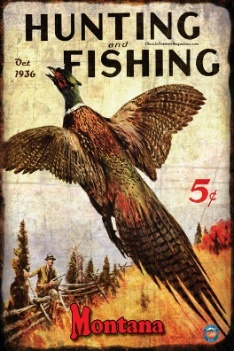 HUNTING
and
FISHING
Oct
1936
5¢
Montana